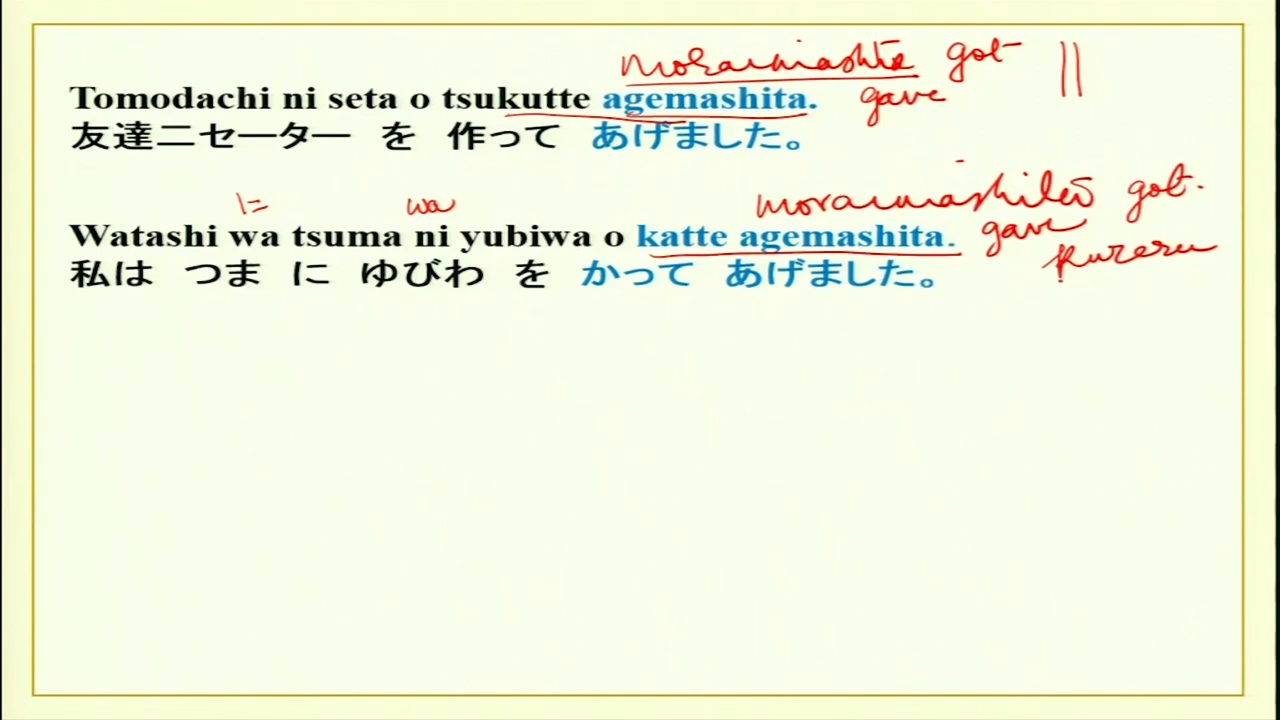 moraimashita got ||
Tomodachi ni seta o tsukutte agemashita. gave
友達二セーター を 作って あげました。
に wa moraimashita got.
Watashi wa tsuma ni yubiwa o katte agemashita. gave
kureru
私は つま に ゆびわ を かって あげました。